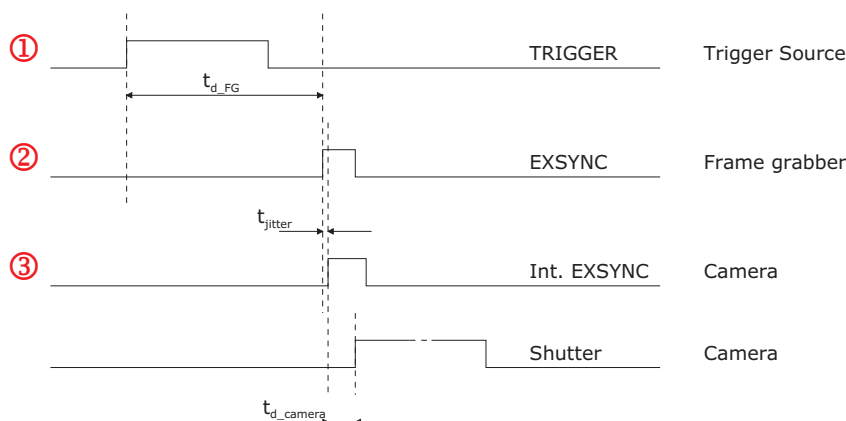 ① TRIGGER Trigger Source
t_d_FG
② EXSYNC Frame grabber
t_jitter
③ Int. EXSYNC Camera
Shutter Camera
t_d_camera